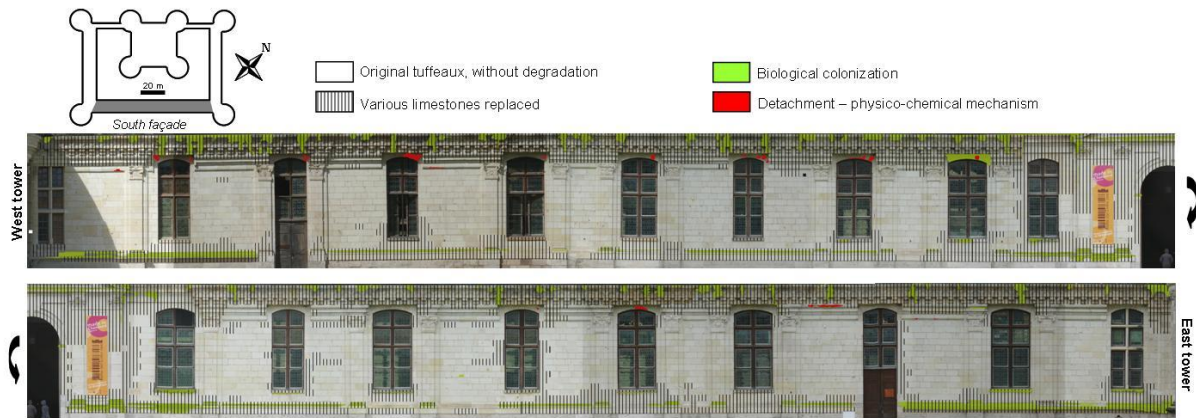 N
20 m
South façade
Original tuffeaux, without degradation
Various limestones replaced
Biological colonization
Detachment – physico-chemical mechanism
West tower
East tower